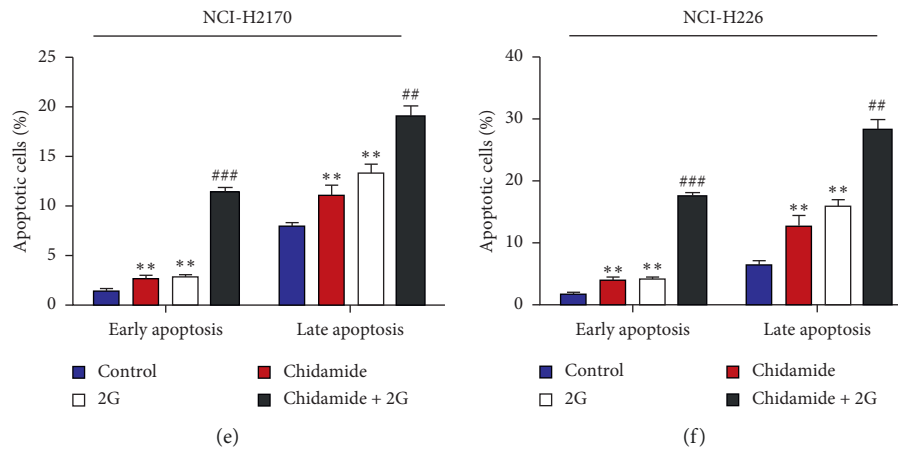 NCI-H2170
Apoptotic cells (%)
25
20
15
10
5
0
** ** ###
** ** ##
Early apoptosis Late apoptosis
Control Chidamide
2G Chidamide + 2G
(e)
NCI-H226
Apoptotic cells (%)
40
30
20
10
0
** ** ###
** ** ##
Early apoptosis Late apoptosis
Control Chidamide
2G Chidamide + 2G
(f)